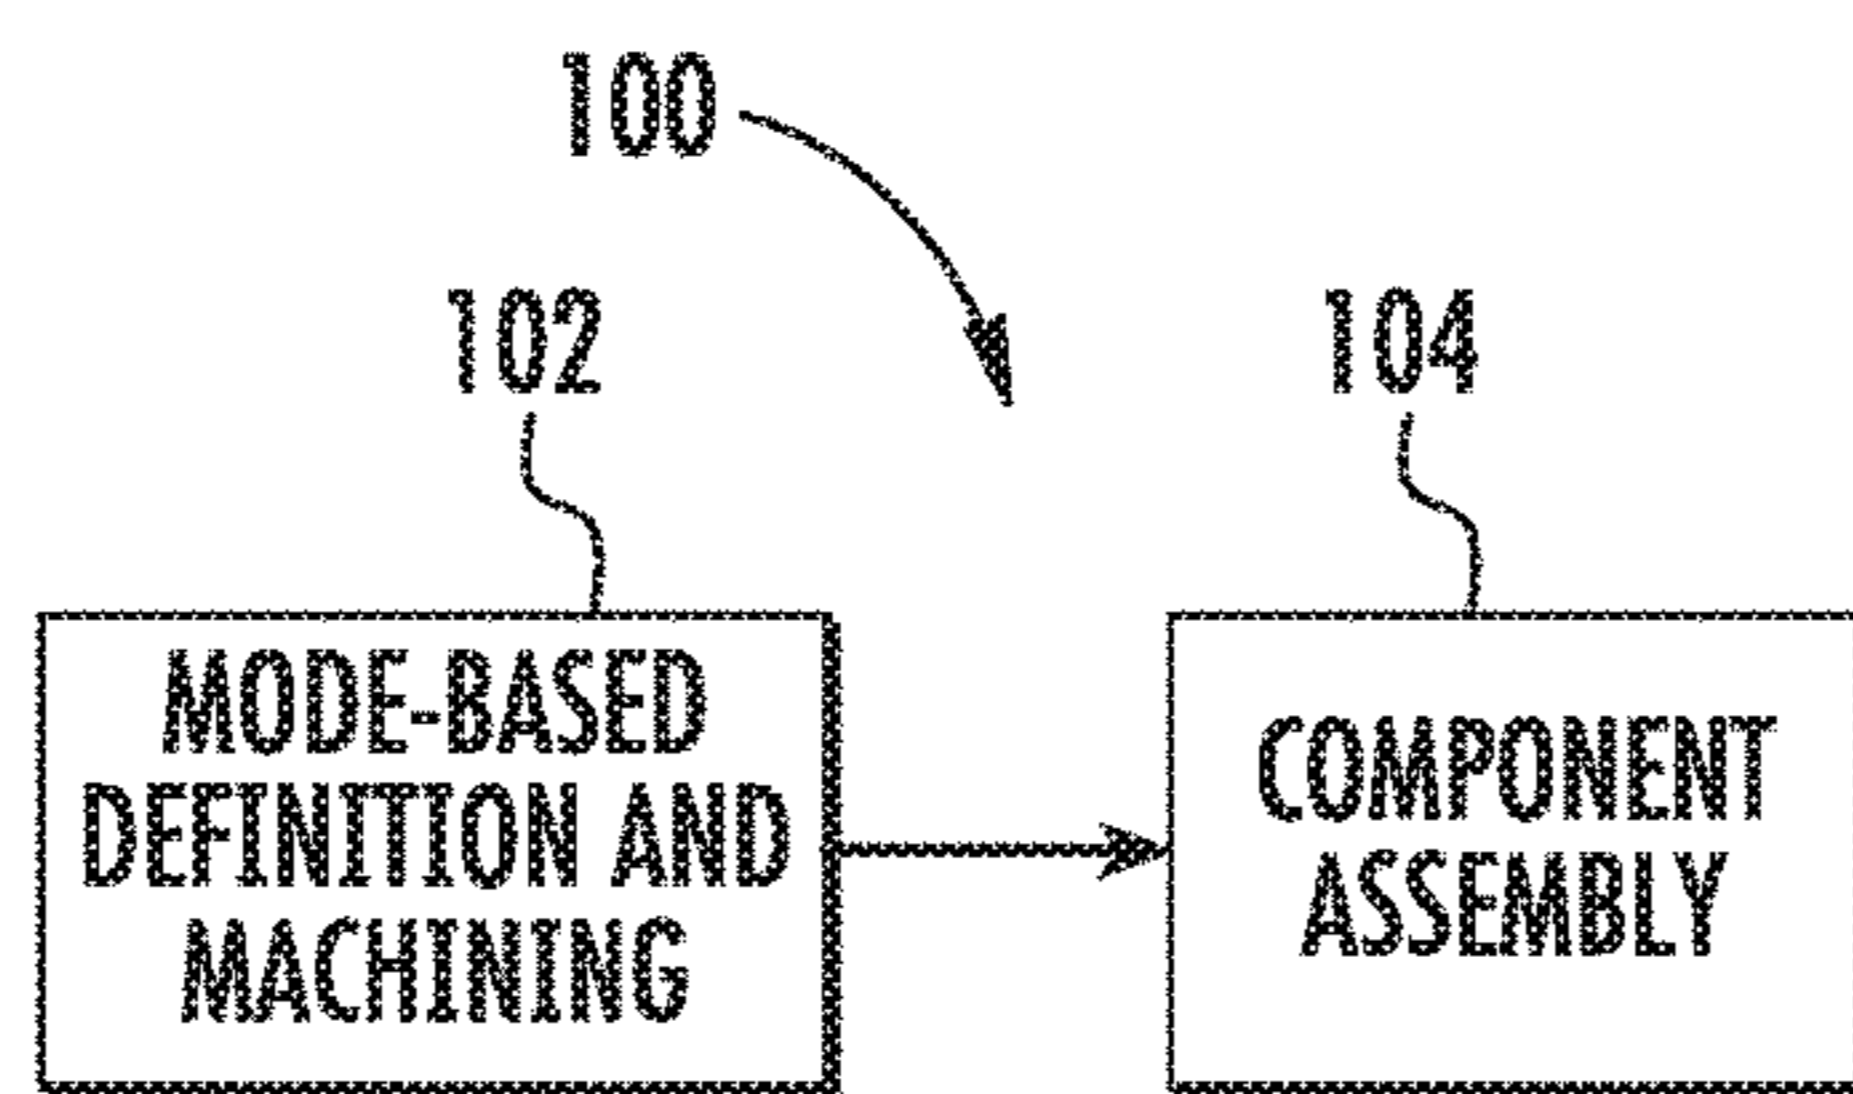 100
102
104
MODE-BASED
DEFINITION AND
MACHINING
COMPONENT
ASSEMBLY